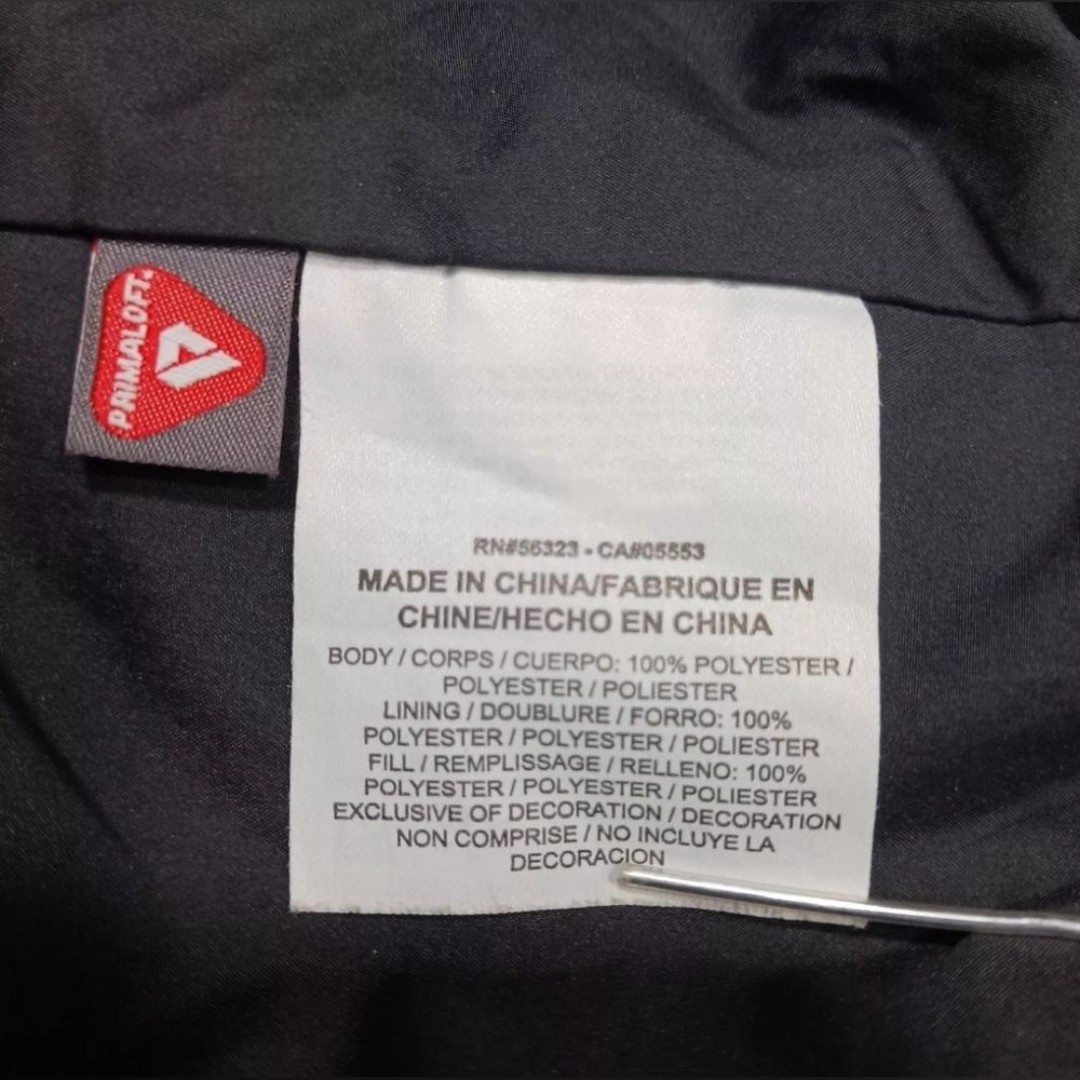 PRIMALOFT.
RN#56323 - CA#05553
MADE IN CHINA/FABRIQUE EN
CHINE/HECHO EN CHINA
BODY / CORPS / CUERPO: 100% POLYESTER /
POLYESTER / POLIESTER
LINING / DOUBLURE / FORRO: 100%
POLYESTER / POLYESTER / POLIESTER
FILL / REMPLISSAGE / RELLENO: 100%
POLYESTER / POLYESTER / POLIESTER
EXCLUSIVE OF DECORATION / DECORATION
NON COMPRISE / NO INCLUYE LA
DECORACION